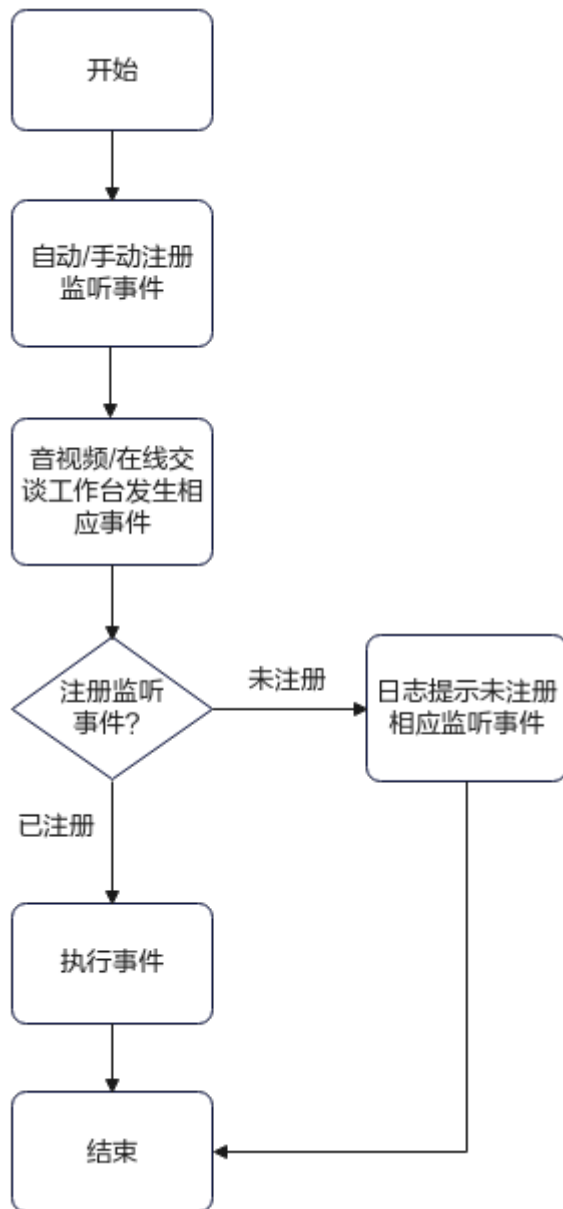 开始
自动/手动注册
监听事件
音视频/在线交
谈工作台发生相
应事件
注册监听
事件?
未注册
日志提示未注册
相应监听事件
已注册
执行事件
结束